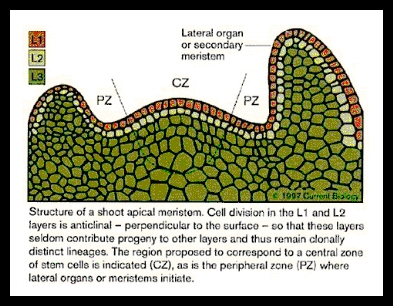 L1
L2
L3
Lateral organ
or secondary
meristem
CZ
PZ
PZ
© 1997 Current Biology
Structure of a shoot apical meristem. Cell division in the L1 and L2
layers is anticlinal – perpendicular to the surface – so that these layers
seldom contribute progeny to other layers and thus remain clonally
distinct lineages. The region proposed to correspond to a central zone
of stem cells is indicated (CZ), as is the peripheral zone (PZ) where
lateral organs or meristems initiate.